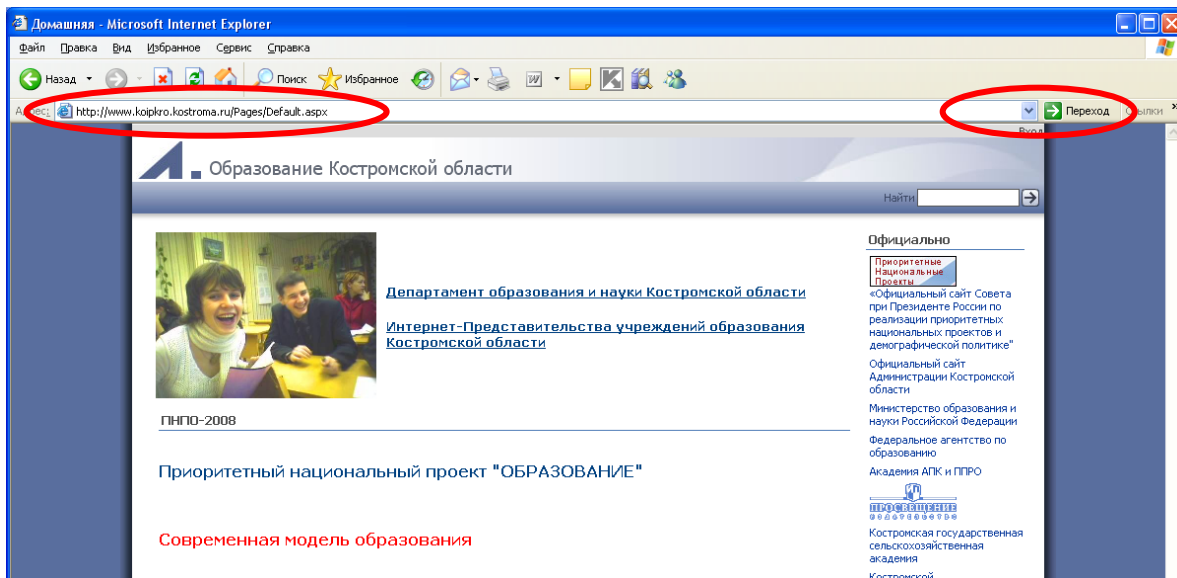 Домашняя - Microsoft Internet Explorer
Файл Правка Вид Избранное Сервис Справка
Назад Поиск Избранное
http://www.koipkro.kostroma.ru/Pages/Default.aspx Переход
Вход
Образование Костромской области
Найти
Официально
Приоритетные
Национальные
Проекты
«Официальный сайт Совета
при Президенте России по
реализации приоритетных
национальных проектов и
демографической политике"
Официальный сайт
Администрации Костромской
области
Министерство образования и
науки Российской Федерации
Федеральное агентство по
образованию
Академия АПК и ППРО
ПРОСВЕЩЕНИЕ
Костромская государственная
сельскохозяйственная
академия
Костромской
Департамент образования и науки Костромской области
Интернет-Представительства учреждений образования
Костромской области
ПНПО-2008
Приоритетный национальный проект "ОБРАЗОВАНИЕ"
Современная модель образования